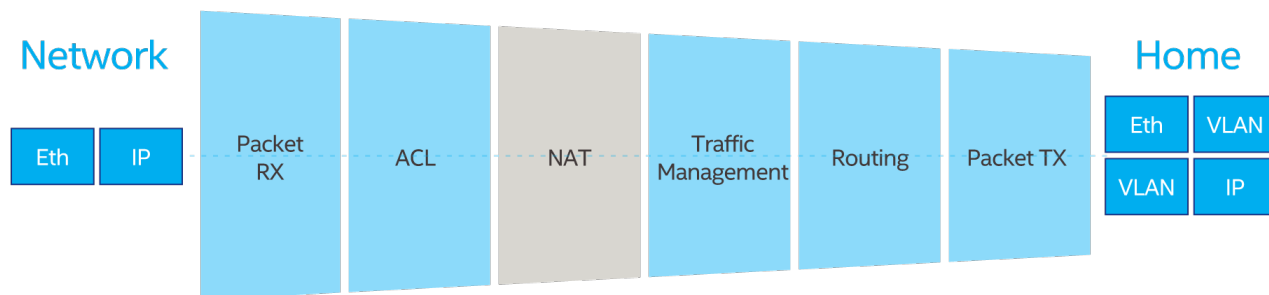 Network
Eth
IP
Packet
RX
ACL
NAT
Traffic
Management
Routing
Packet TX
Home
Eth
VLAN
VLAN
IP